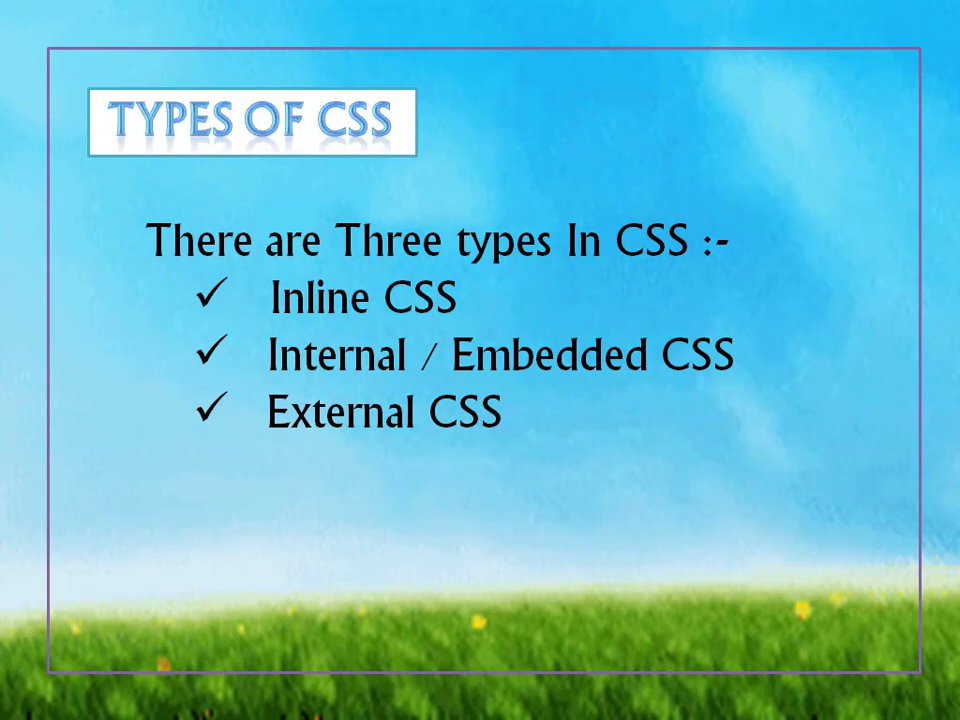 TYPES OF CSS
There are Three types In CSS :-
✓ Inline CSS
✓ Internal / Embedded CSS
✓ External CSS